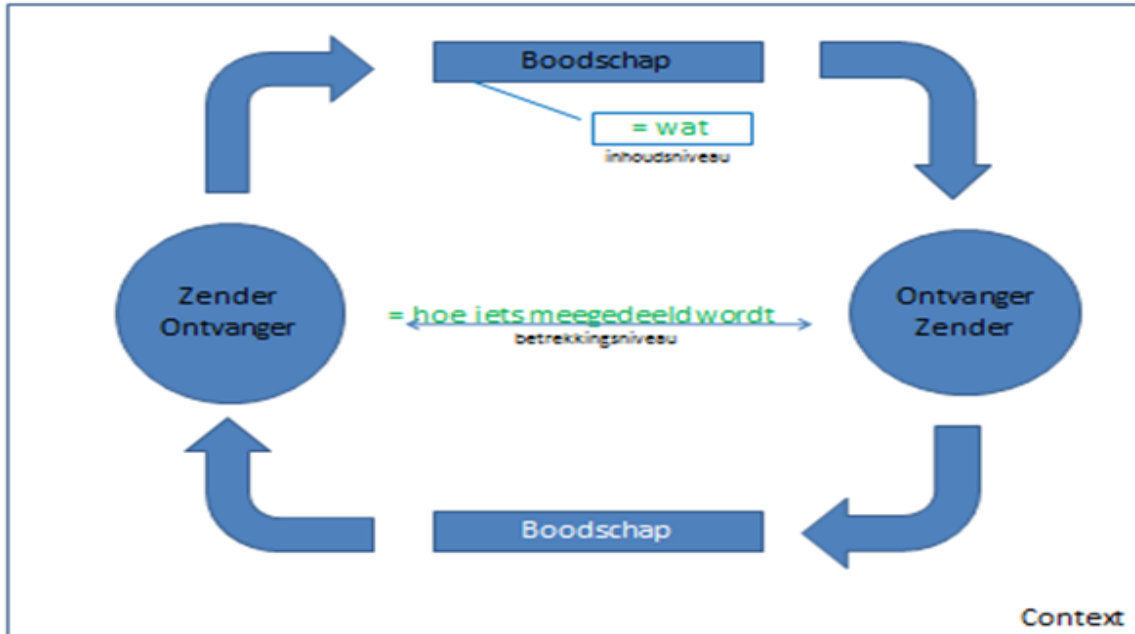 Boodschap
= wat
inhoudsniveau
Zender
Ontvanger
= hoe iets meegedeeld wordt
betrekkingsniveau
Ontvanger
Zender
Boodschap
Context